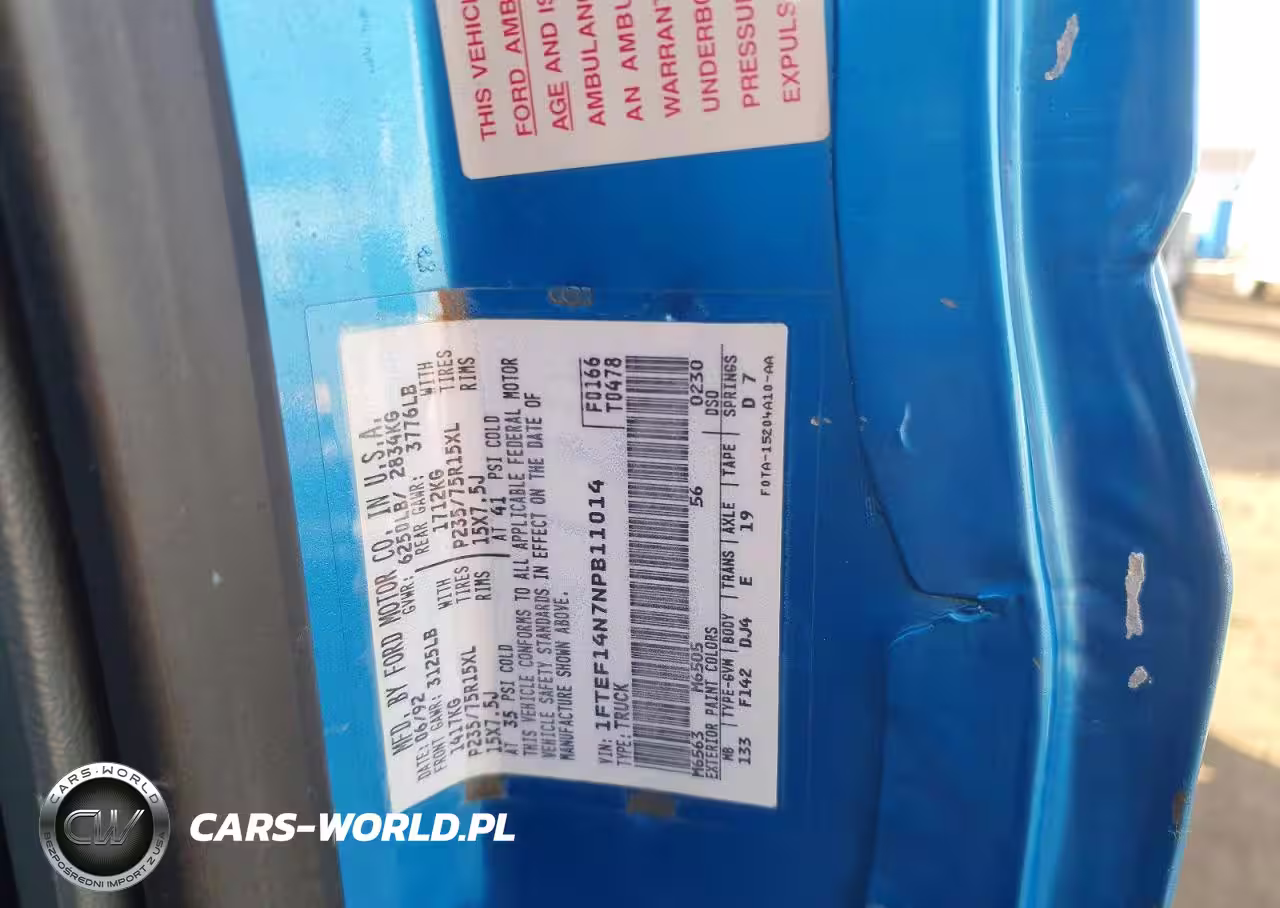 THIS VEHIC
FORD AMB
AGE AND IS
AMBULANC
AN AMBU
WARRANT
UNDERBO
PRESSU
EXPULS
MFD. BY FORD MOTOR CO. IN U.S.A.
DATE: 06/92 GVWR: 6250LB/ 2834KG
FRONT GAWR: 3125LB REAR GAWR: 3776LB
1417KG WITH 1712KG WITH
P235/75R15XL TIRES P235/75R15XL TIRES
15X7.5J RIMS 15X7.5J RIMS
AT 35 PSI COLD AT 41 PSI COLD
THIS VEHICLE CONFORMS TO ALL APPLICABLE FEDERAL MOTOR
VEHICLE SAFETY STANDARDS IN EFFECT ON THE DATE OF
MANUFACTURE SHOWN ABOVE.
F0166
T0478
VIN: 1FTEF14N7NPB11014
TYPE: TRUCK
M6563 M6505 56 0230
EXTERIOR PAINT COLORS DSO
WB TYPE-GVW BODY TRANS AXLE TAPE SPRINGS
133 F142 DJ4 E 19 D 7
F0TA-15204A10-AA
CARS-WORLD
CW
BEZPOŚREDNI IMPORT Z USA
CARS-WORLD.PL